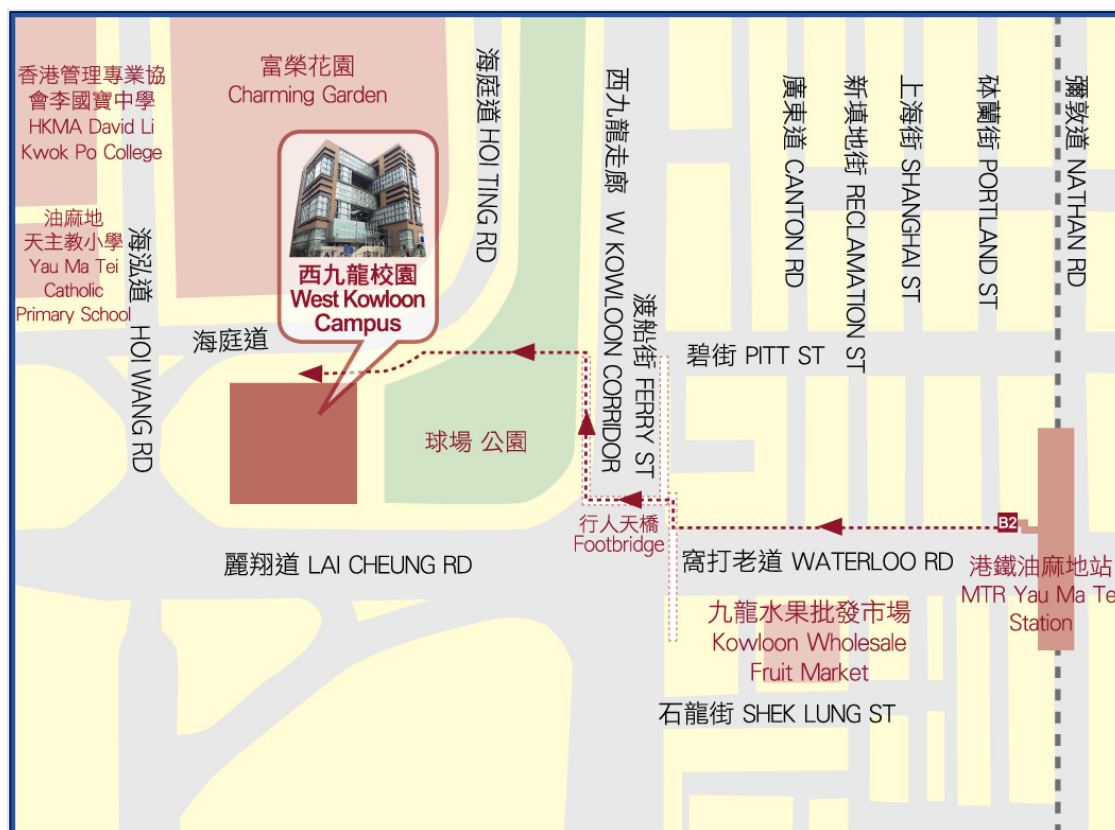 香港管理專業協
會李國寶中學
HKMA David Li
Kwok Po College
富榮花園
Charming Garden
海庭道 HOI TING RD
西九龍走廊 W KOWLOON CORRIDOR
廣東道 CANTON RD
新填地街 RECLAMATION ST
上海街 SHANGHAI ST
砵蘭街 PORTLAND ST
彌敦道 NATHAN RD
油麻地
天主教小學
Yau Ma Tei
Catholic
Primary School
海泓道 HOI WANG RD
西九龍校園
West Kowloon
Campus
海庭道
渡船街 FERRY ST
碧街 PITT ST
球場 公園
行人天橋
Footbridge
B2
麗翔道 LAI CHEUNG RD
窩打老道 WATERLOO RD
港鐵油麻地站
MTR Yau Ma Te
Station
九龍水果批發市場
Kowloon Wholesale
Fruit Market
石龍街 SHEK LUNG ST